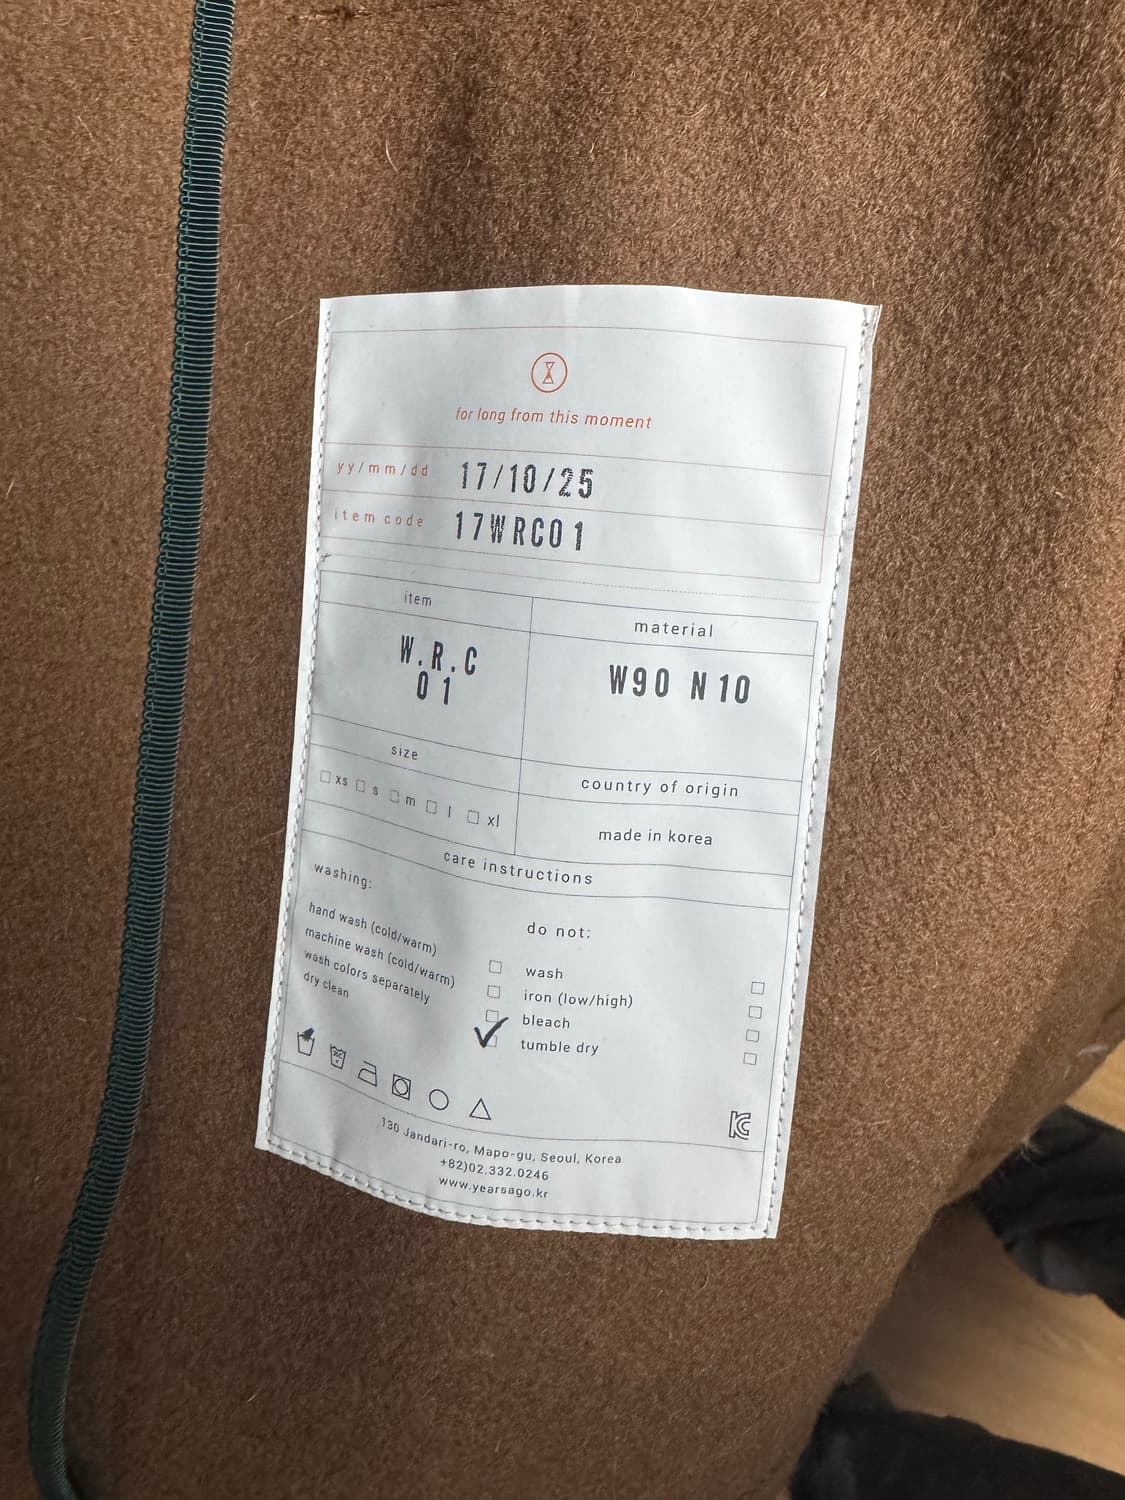 for long from this moment
yy/mm/dd 17/10/25
item code 17WRC01
item
W.R.C
01
material
W90 N10
size
xs s m l xl
country of origin
made in korea
care instructions
washing:
hand wash (cold/warm)
machine wash (cold/warm)
wash colors separately
dry clean
do not:
wash
iron (low/high)
bleach
tumble dry
130 Jandari-ro, Mapo-gu, Seoul, Korea
+82)02.332.0246
www.yearsago.kr